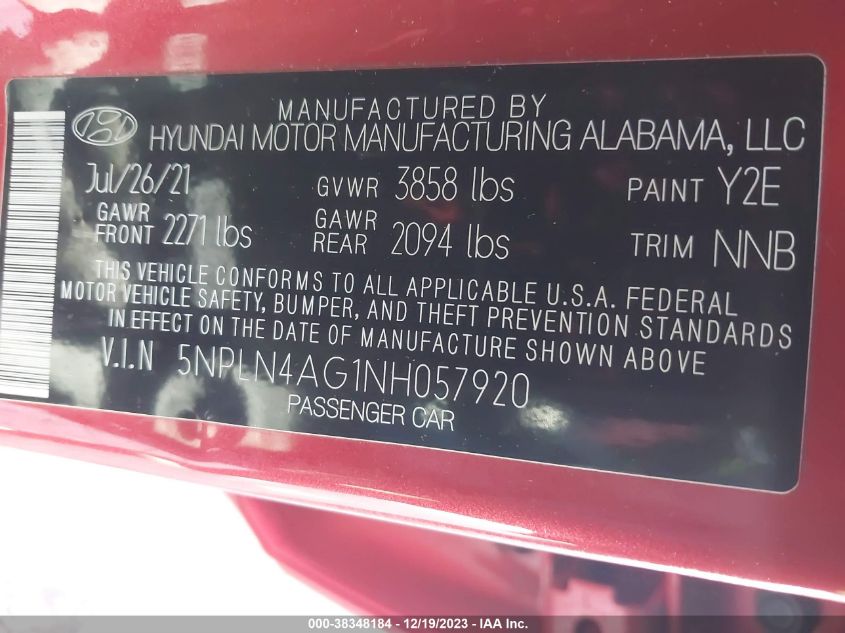 MANUFACTURED BY
HYUNDAI MOTOR MANUFACTURING ALABAMA, LLC
Jul/26/21 GVWR 3858 lbs PAINT Y2E
GAWR FRONT 2271 lbs GAWR REAR 2094 lbs TRIM NNB
THIS VEHICLE CONFORMS TO ALL APPLICABLE U.S.A. FEDERAL
MOTOR VEHICLE SAFETY, BUMPER, AND THEFT PREVENTION STANDARDS
IN EFFECT ON THE DATE OF MANUFACTURE SHOWN ABOVE
V.I.N 5NPLN4AG1NH057920
PASSENGER CAR
000-38348184 - 12/19/2023 - IAA Inc.